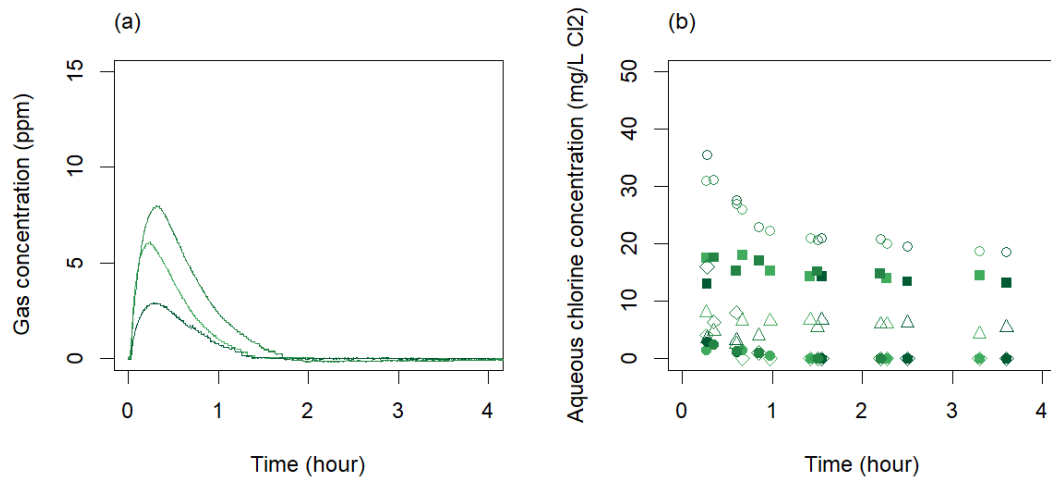 (a)
Gas concentration (ppm)
15
10
5
0
0 1 2 3 4
Time (hour)
(b)
Aqueous chlorine concentration (mg/L Cl2)
50
40
30
20
10
0
0 1 2 3 4
Time (hour)